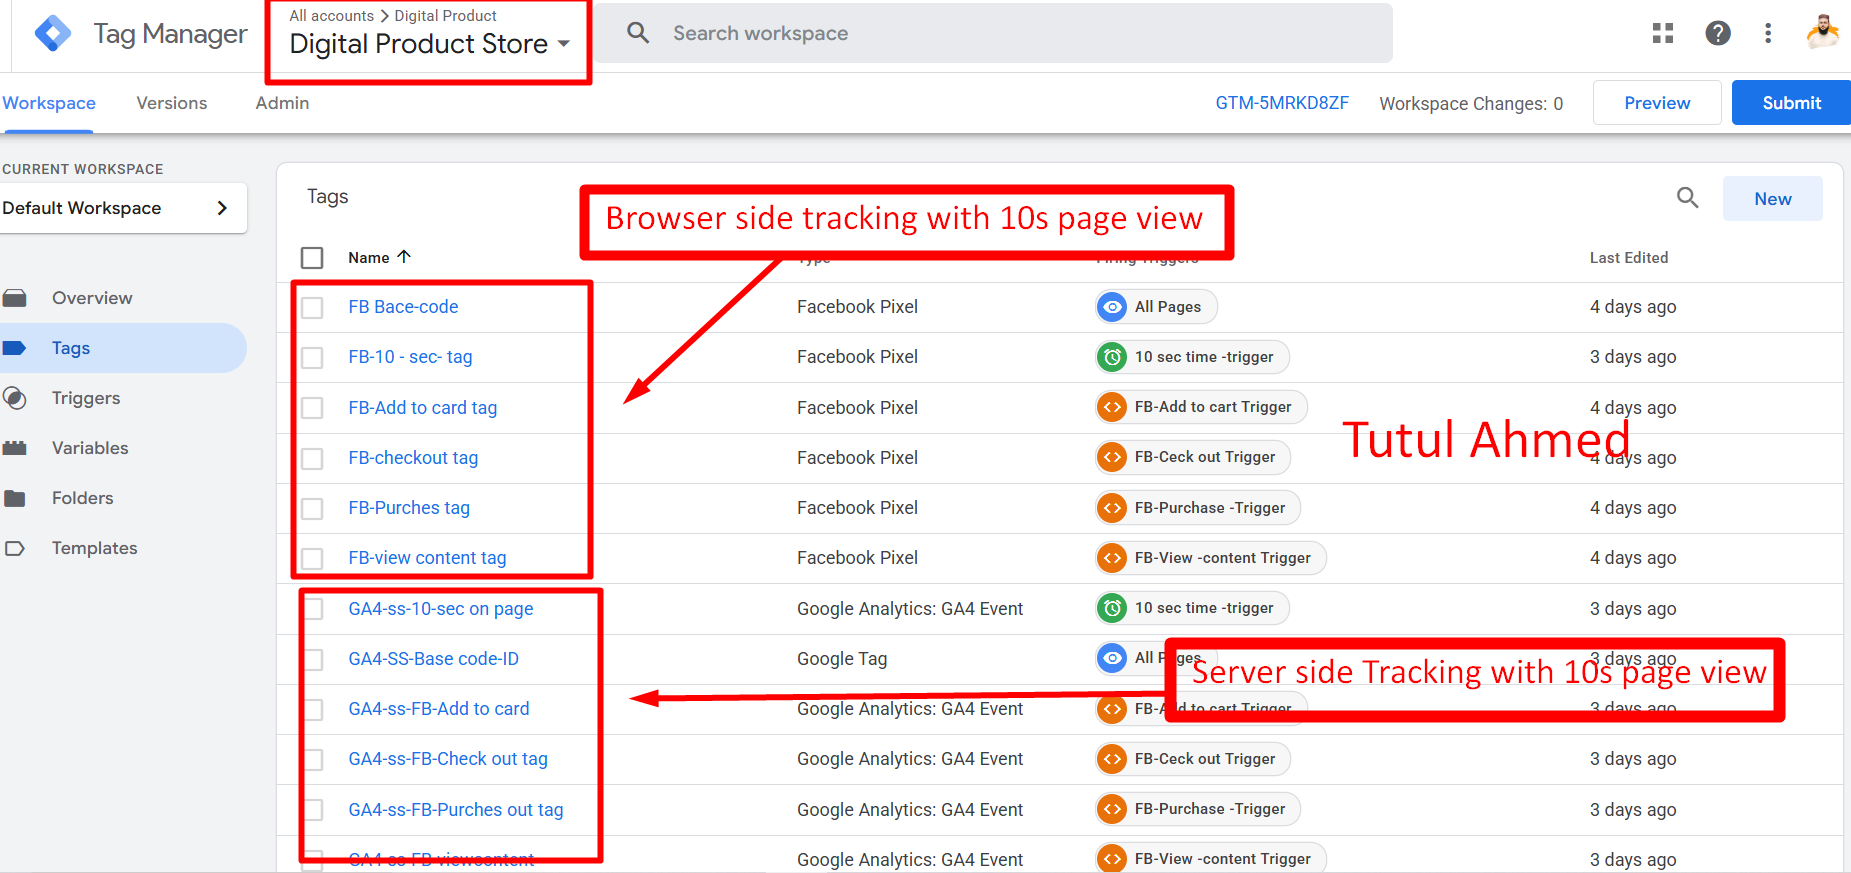 All accounts > Digital Product
Tag Manager
Digital Product Store
Search workspace
Workspace Versions Admin
GTM-5MRKD8ZF Workspace Changes: 0 Preview Submit
CURRENT WORKSPACE
Default Workspace
Overview
Tags
Triggers
Variables
Folders
Templates
Tags
New
Browser side tracking with 10s page view
Name Type Firing Triggers Last Edited
FB Bace-code Facebook Pixel All Pages 4 days ago
FB-10 - sec- tag Facebook Pixel 10 sec time -trigger 3 days ago
FB-Add to card tag Facebook Pixel FB-Add to cart Trigger 4 days ago
Tutul Ahmed
FB-checkout tag Facebook Pixel FB-Ceck out Trigger 4 days ago
FB-Purches tag Facebook Pixel FB-Purchase -Trigger 4 days ago
FB-view content tag Facebook Pixel FB-View -content Trigger 4 days ago
GA4-ss-10-sec on page Google Analytics: GA4 Event 10 sec time -trigger 3 days ago
GA4-SS-Base code-ID Google Tag All Pages 3 days ago
Server side Tracking with 10s page view
GA4-ss-FB-Add to card Google Analytics: GA4 Event FB-Add to cart Trigger 3 days ago
GA4-ss-FB-Check out tag Google Analytics: GA4 Event FB-Ceck out Trigger 3 days ago
GA4-ss-FB-Purches out tag Google Analytics: GA4 Event FB-Purchase -Trigger 3 days ago
GA4-ss-FB-viewcontent Google Analytics: GA4 Event FB-View -content Trigger 3 days ago